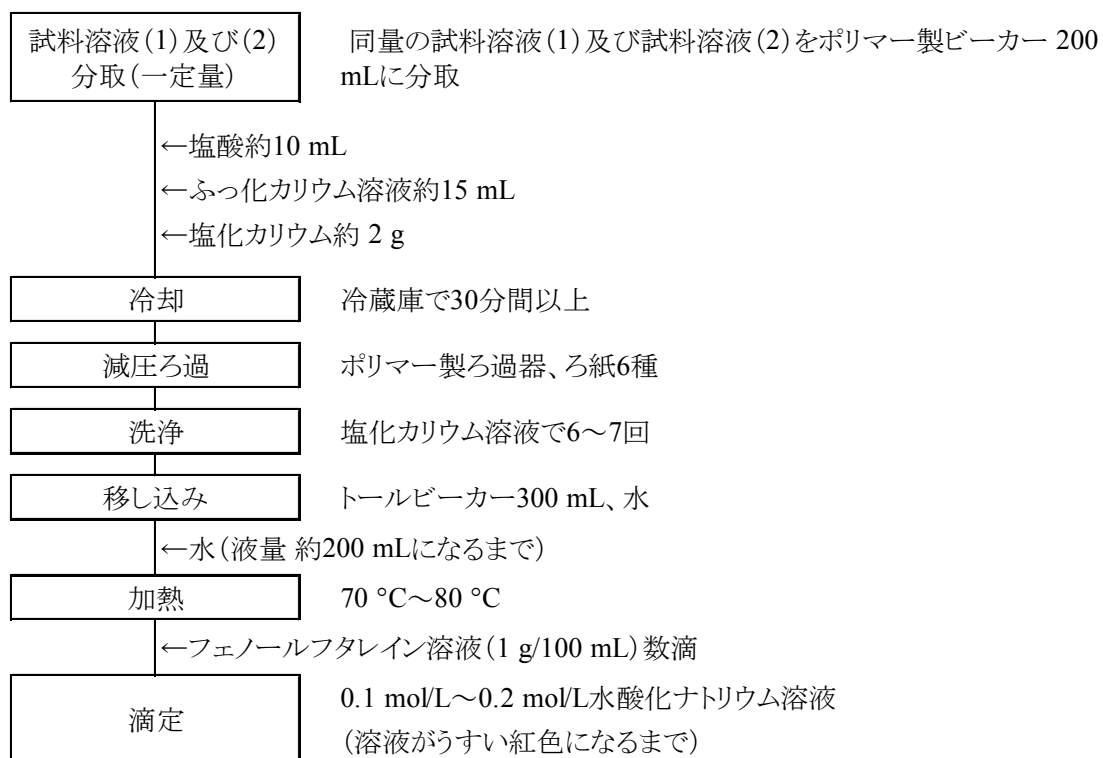 試料溶液(1)及び(2)
分取(一定量)
同量の試料溶液(1)及び試料溶液(2)をポリマー製ビーカー 200
mLに分取
←塩酸約10 mL
←ふっ化カリウム溶液約15 mL
←塩化カリウム約 2 g
冷却
冷蔵庫で30分間以上
減圧ろ過
ポリマー製ろ過器、ろ紙6種
洗浄
塩化カリウム溶液で6~7回
移し込み
トールビーカー300 mL、水
←水(液量 約200 mLになるまで)
加熱
70 °C~80 °C
←フェノールフタレイン溶液(1 g/100 mL)数滴
滴定
0.1 mol/L~0.2 mol/L水酸化ナトリウム溶液
(溶液がうすい紅色になるまで)